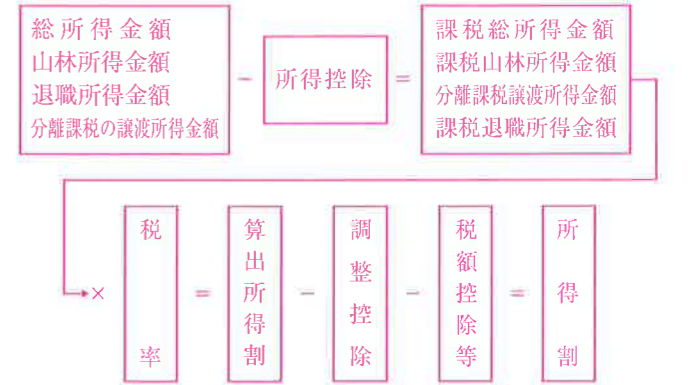 総所得金額
山林所得金額
退職所得金額
分離課税の譲渡所得金額
−
所得控除
=
課税総所得金額
課税山林所得金額
分離課税譲渡所得金額
課税退職所得金額
×
税率
=
算出所得割
−
調整控除
−
税額控除等
=
所得割